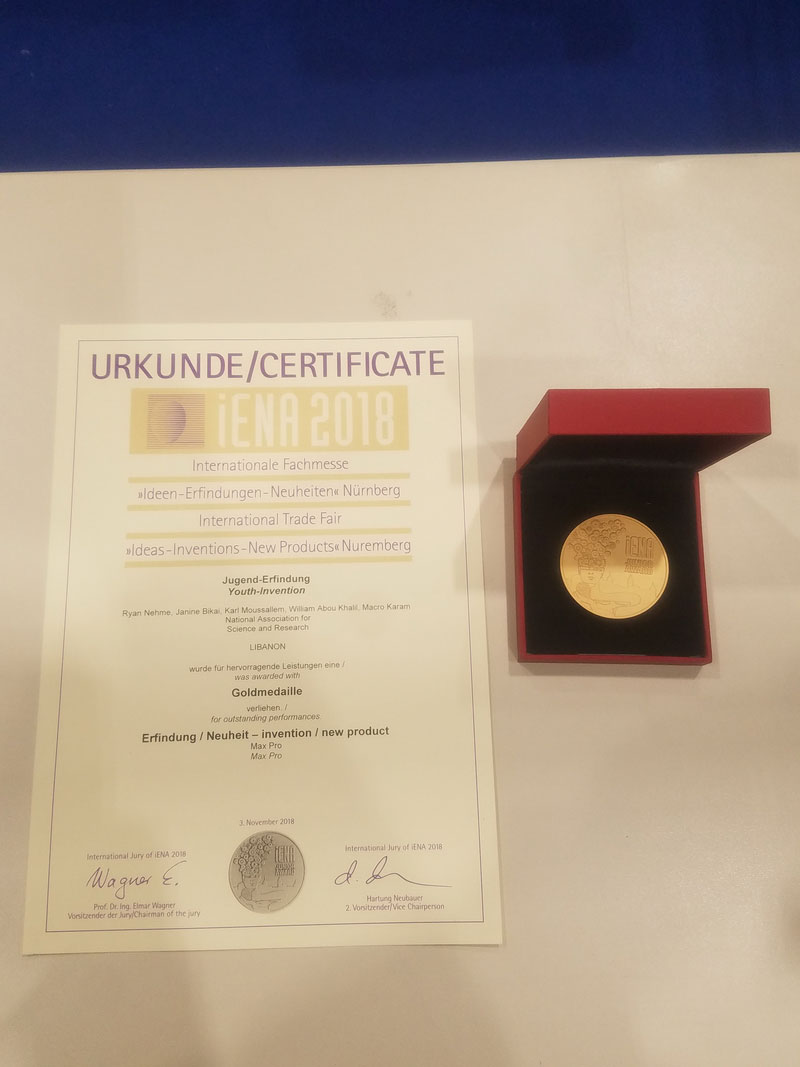 URKUNDE/CERTIFICATE
iENA 2018
Internationale Fachmesse
»Ideen-Erfindungen-Neuheiten« Nürnberg
International Trade Fair
»Ideas-Inventions-New Products« Nuremberg
Jugend-Erfindung
Youth-Invention
Ryan Nehme, Janine Bikai, Karl Moussallem, William Abou Khalil, Macro Karam
National Association for
Science and Research
LIBANON
wurde für hervorragende Leistungen eine /
was awarded with
Goldmedaille
verliehen. /
for outstanding performances.
Erfindung / Neuheit – invention / new product
Max Pro
Max Pro
3. November 2018
International Jury of iENA 2018
Wagner E.
Prof. Dr. Ing. Elmar Wagner
Vorsitzender der Jury/Chairman of the jury
iENA
AWARD
International Jury of iENA 2018
Hartung Neubauer
2. Vorsitzender/Vice Chairperson
iENA
AWARD